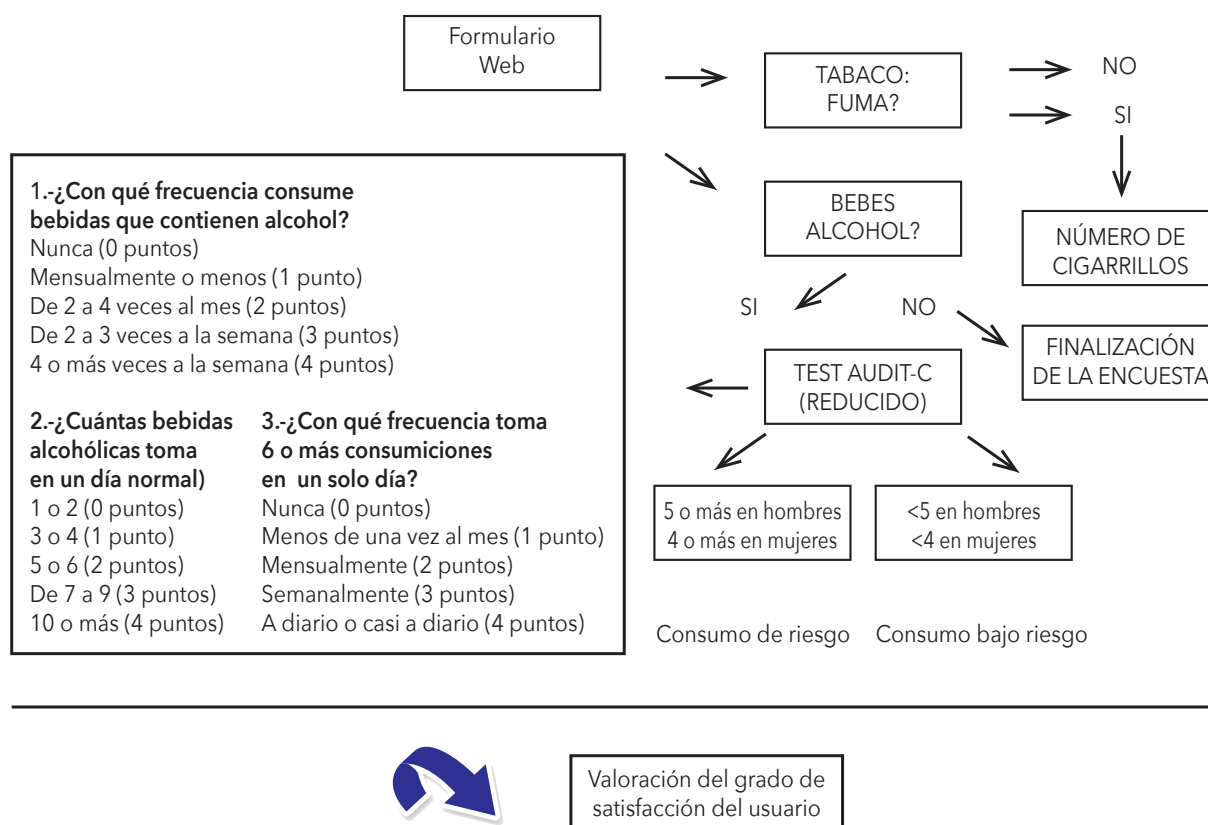 Formulario
Web
TABACO:
FUMA?
NO
SI
BEBES
ALCOHOL?
NÚMERO DE
CIGARRILLOS
SI
NO
FINALIZACIÓN
DE LA ENCUESTA
TEST AUDIT-C
(REDUCIDO)
1.-¿Con qué frecuencia consume
bebidas que contienen alcohol?
Nunca (0 puntos)
Mensualmente o menos (1 punto)
De 2 a 4 veces al mes (2 puntos)
De 2 a 3 veces a la semana (3 puntos)
4 o más veces a la semana (4 puntos)
2.-¿Cuántas bebidas
alcohólicas toma
en un día normal)
1 o 2 (0 puntos)
3 o 4 (1 punto)
5 o 6 (2 puntos)
De 7 a 9 (3 puntos)
10 o más (4 puntos)
3.-¿Con qué frecuencia toma
6 o más consumiciones
en un solo día?
Nunca (0 puntos)
Menos de una vez al mes (1 punto)
Mensualmente (2 puntos)
Semanalmente (3 puntos)
A diario o casi a diario (4 puntos)
5 o más en hombres
4 o más en mujeres
<5 en hombres
<4 en mujeres
Consumo de riesgo
Consumo bajo riesgo
Valoración del grado de
satisfacción del usuario